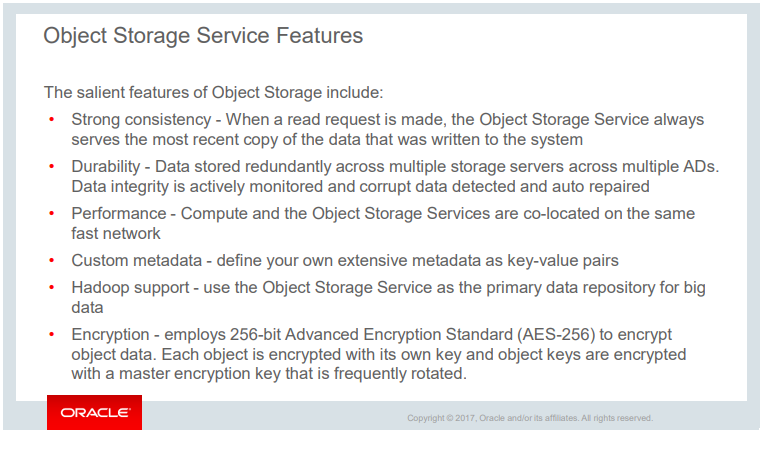 Object Storage Service Features
The salient features of Object Storage include:
• Strong consistency - When a read request is made, the Object Storage Service always
serves the most recent copy of the data that was written to the system
• Durability - Data stored redundantly across multiple storage servers across multiple ADs.
Data integrity is actively monitored and corrupt data detected and auto repaired
• Performance - Compute and the Object Storage Services are co-located on the same
fast network
• Custom metadata - define your own extensive metadata as key-value pairs
• Hadoop support - use the Object Storage Service as the primary data repository for big
data
• Encryption - employs 256-bit Advanced Encryption Standard (AES-256) to encrypt
object data. Each object is encrypted with its own key and object keys are encrypted
with a master encryption key that is frequently rotated.
ORACLE
Copyright © 2017, Oracle and/or its affiliates. All rights reserved.